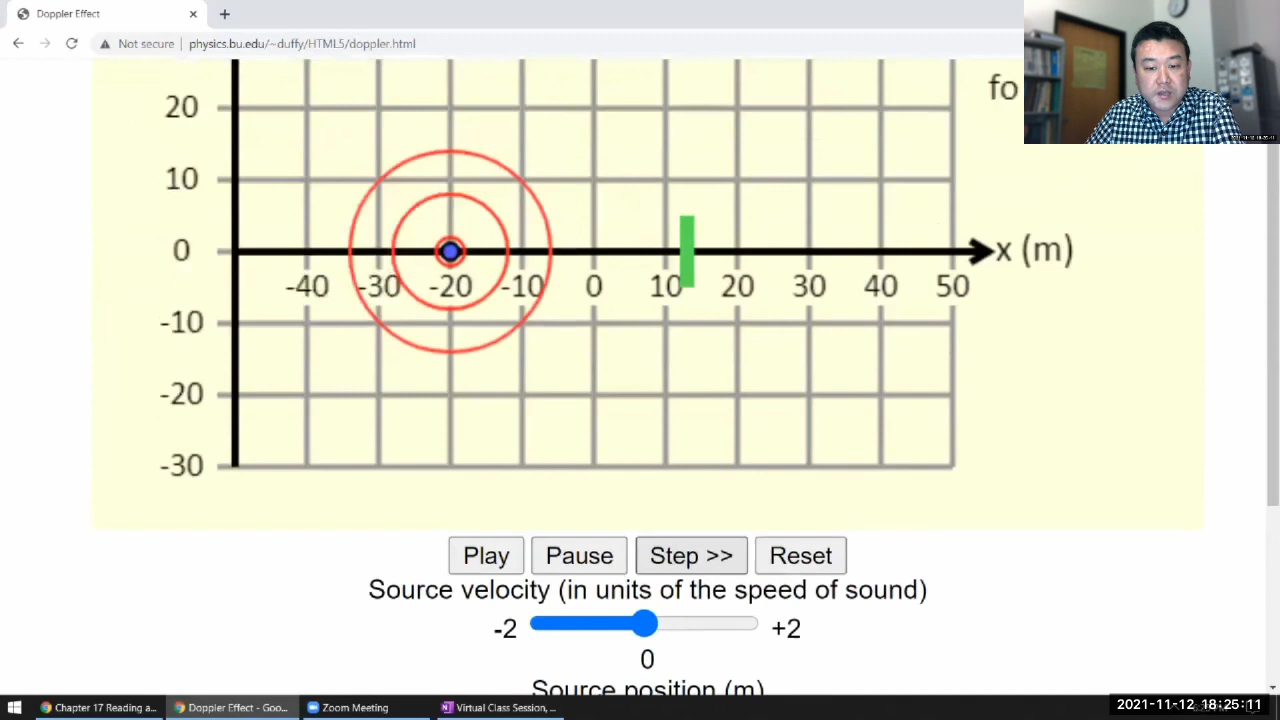 Doppler Effect
Not secure | physics.bu.edu/~duffy/HTML5/doppler.html
20
fo
10
0
x (m)
-40 -30 -20 -10 0 10 20 30 40 50
-10
-20
-30
Play Pause Step >> Reset
Source velocity (in units of the speed of sound)
-2 +2
0
Source position (m)
Chapter 17 Reading a... Doppler Effect - Goo... Zoom Meeting Virtual Class Session, ...
2021-11-12 18:25:11